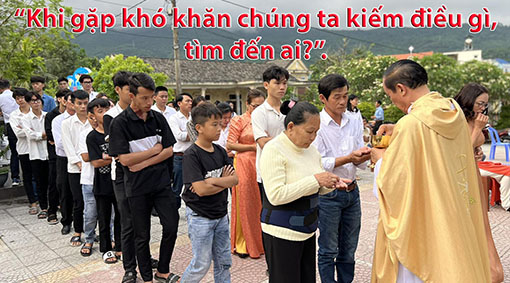 “Khi gặp khó khăn chúng ta kiếm điều gì,
tìm đến ai?”.